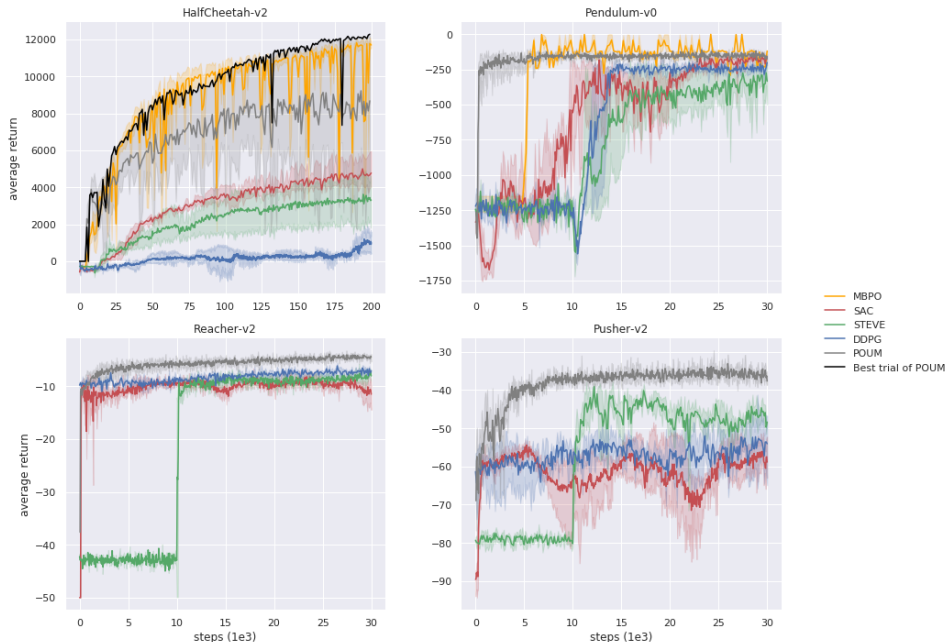 HalfCheetah-v2
average return
12000
10000
8000
6000
4000
2000
0
0 25 50 75 100 125 150 175 200
Pendulum-v0
0
−250
−500
−750
−1000
−1250
−1500
−1750
0 5 10 15 20 25 30
Reacher-v2
average return
−10
−20
−30
−40
−50
0 5 10 15 20 25 30
steps (1e3)
Pusher-v2
−30
−40
−50
−60
−70
−80
−90
0 5 10 15 20 25 30
steps (1e3)
MBPO
SAC
STEVE
DDPG
POUM
Best trial of POUM